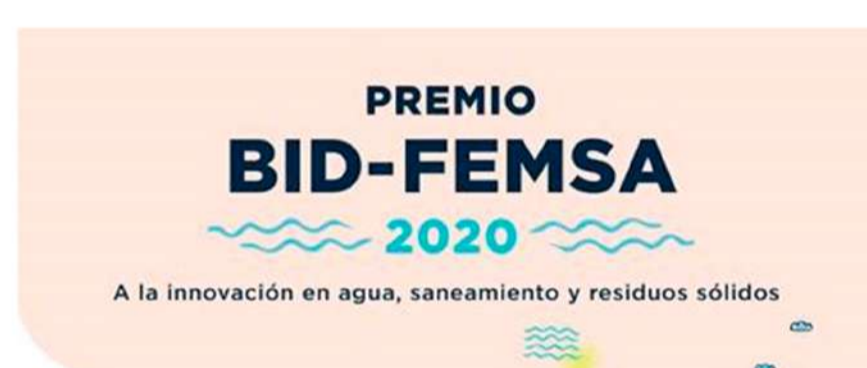 PREMIO
BID-FEMSA
2020
A la innovación en agua, saneamiento y residuos sólidos